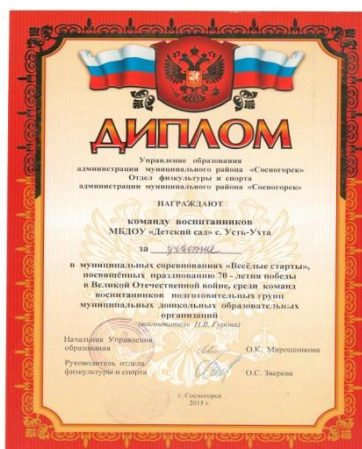 ДИПЛОМ
Управление образования
администрации муниципального района «Сосногорск»
Отдел физкультуры и спорта
администрации муниципального района «Сосногорск»
НАГРАЖДАЮТ
команду воспитанников
МБДОУ «Детский сад» с. Усть-Ухта
за участие
в муниципальных соревнованиях «Весёлые старты»,
посвящённых празднованию 70 - летия победы
в Великой Отечественной войне, среди команд
воспитанников подготовительных групп
муниципальных дошкольных образовательных
организаций
(воспитатель Н.В. Гурова)
Начальник Управления
образования О.К. Мирошникова
Руководитель отдела
физкультуры и спорта О.С. Зверева
г. Сосногорск
2015 г.